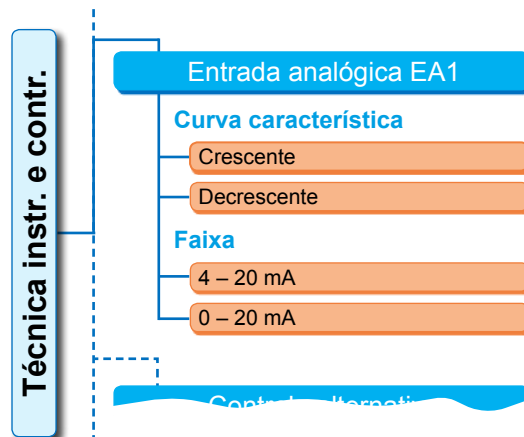 Técnica instr. e contr.
Entrada analógica EA1
Curva característica
Crescente
Decrescente
Faixa
4 – 20 mA
0 – 20 mA